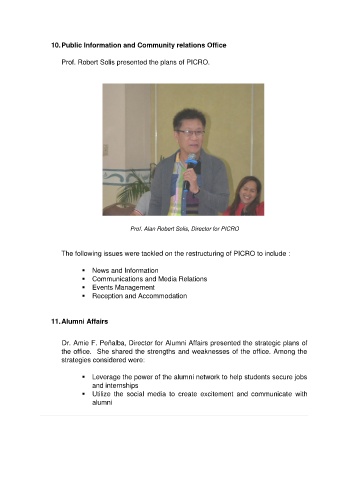 10. Public Information and Community relations Office
Prof. Robert Solis presented the plans of PICRO.
Prof. Alan Robert Solis, Director for PICRO
The following issues were tackled on the restructuring of PICRO to include :
▪ News and Information
▪ Communications and Media Relations
▪ Events Management
▪ Reception and Accommodation
11. Alumni Affairs
Dr. Amie F. Peñalba, Director for Alumni Affairs presented the strategic plans of
the office. She shared the strengths and weaknesses of the office. Among the
strategies considered were:
▪ Leverage the power of the alumni network to help students secure jobs
and internships
▪ Utilize the social media to create excitement and communicate with
alumni